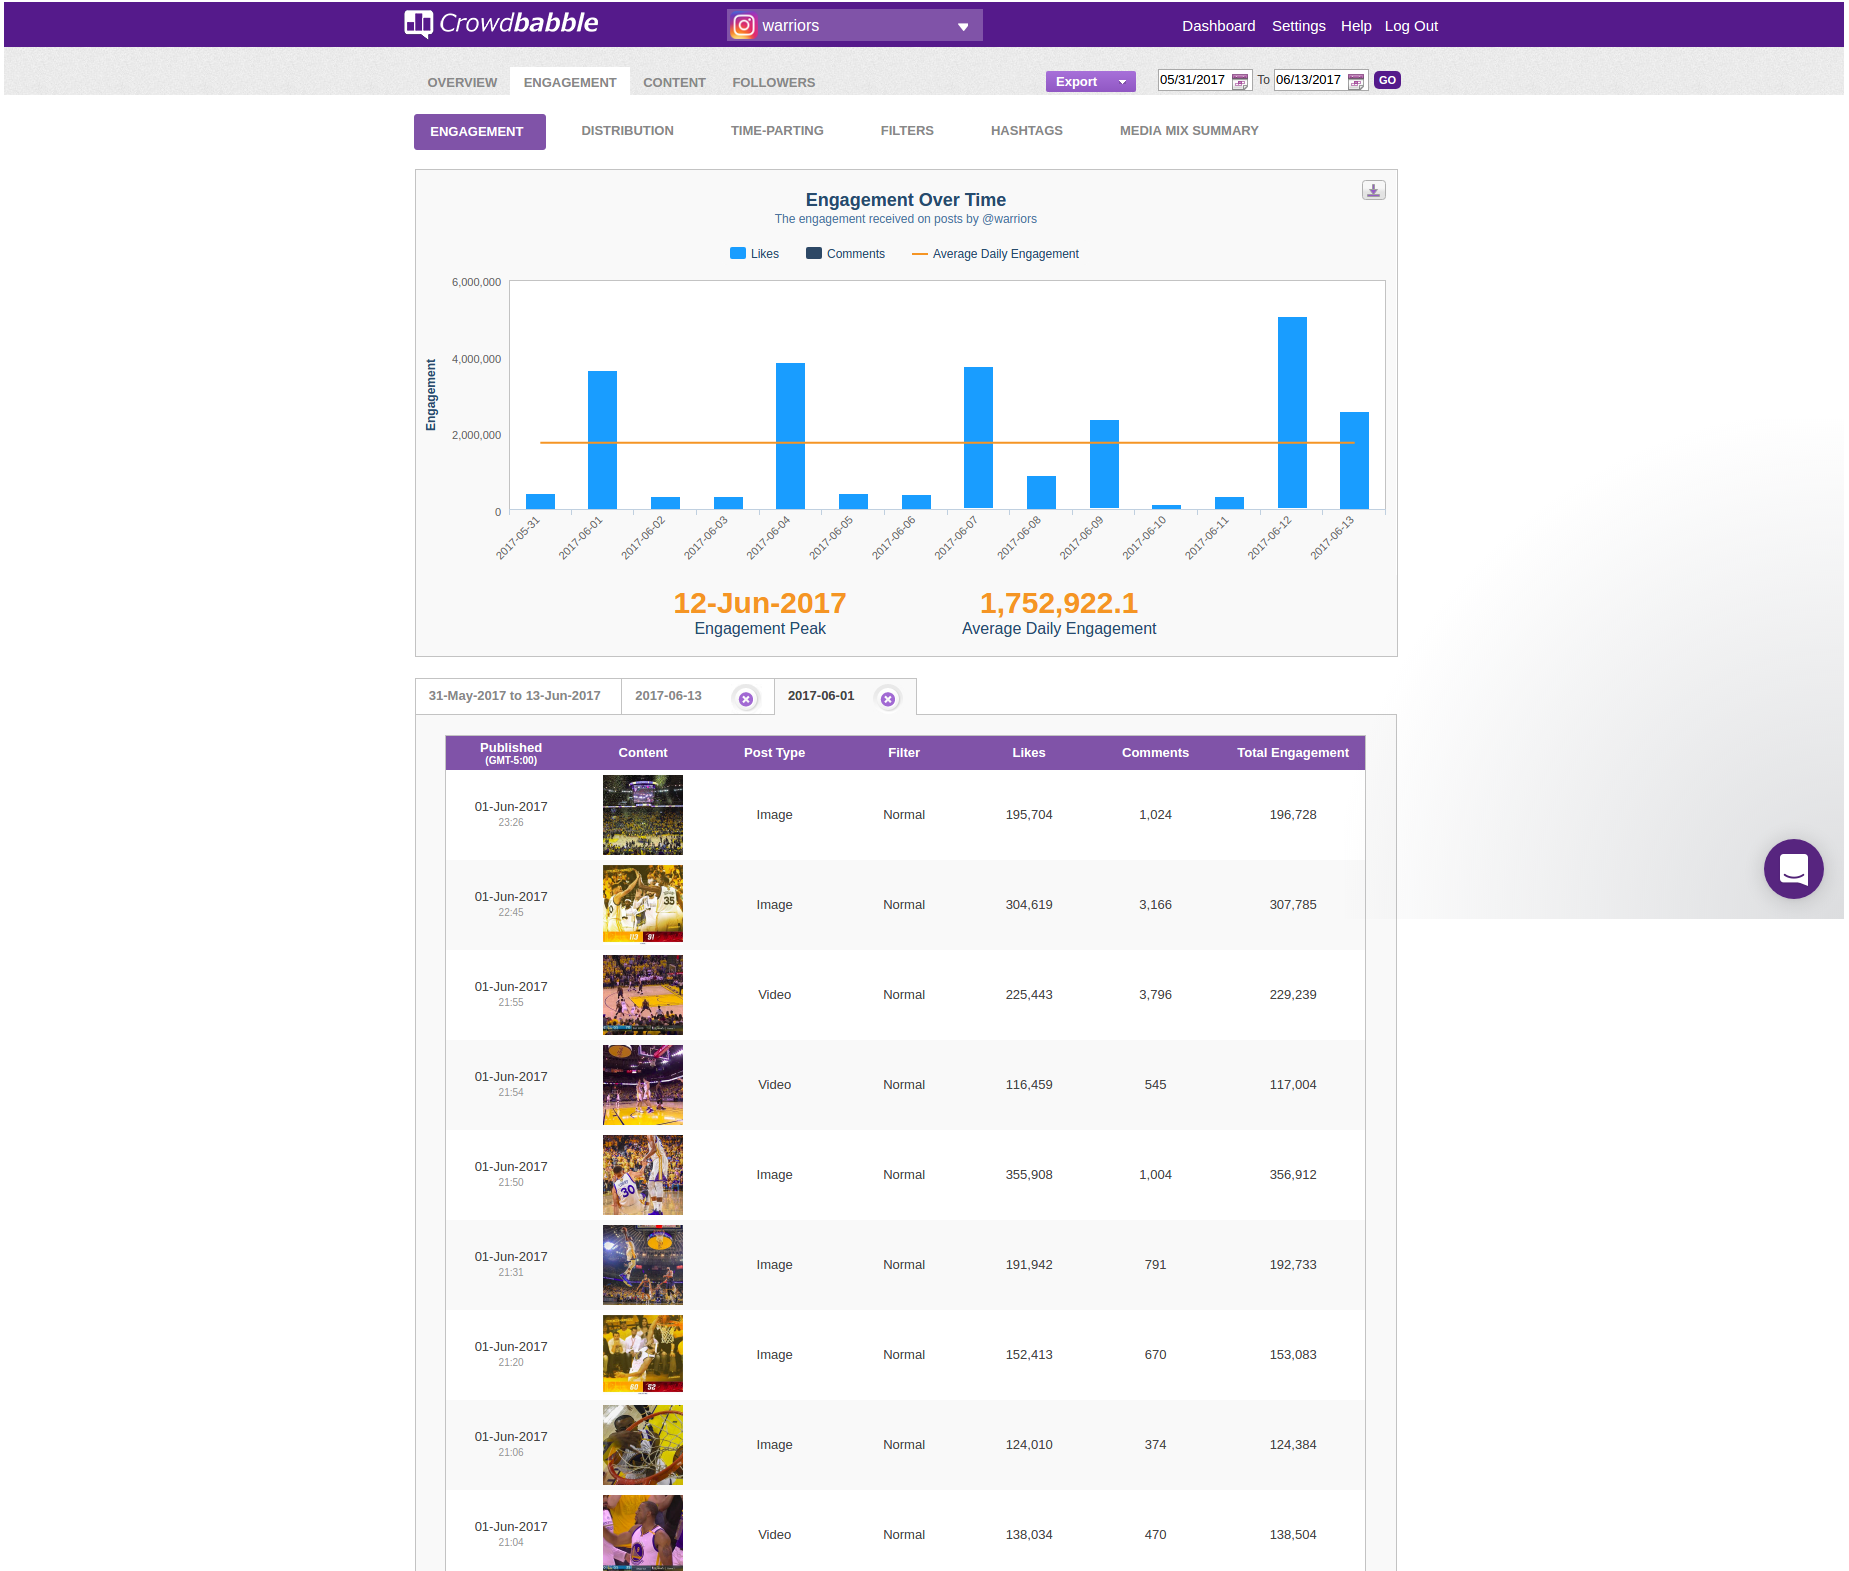 Crowdbabble
warriors
Dashboard Settings Help Log Out
OVERVIEW ENGAGEMENT CONTENT FOLLOWERS
Export 05/31/2017 To 06/13/2017 GO
ENGAGEMENT DISTRIBUTION TIME-PARTING FILTERS HASHTAGS MEDIA MIX SUMMARY
Engagement Over Time
The engagement received on posts by @warriors
Likes Comments Average Daily Engagement
6,000,000
4,000,000
2,000,000
0
Engagement
2017-05-31 2017-06-01 2017-06-02 2017-06-03 2017-06-04 2017-06-05 2017-06-06 2017-06-07 2017-06-08 2017-06-09 2017-06-10 2017-06-11 2017-06-12 2017-06-13
12-Jun-2017 1,752,922.1
Engagement Peak Average Daily Engagement
31-May-2017 to 13-Jun-2017 2017-06-13 2017-06-01
Published Content Post Type Filter Likes Comments Total Engagement
(GMT-5:00)
01-Jun-2017 Image Normal 195,704 1,024 196,728
23:26
01-Jun-2017 Image Normal 304,619 3,166 307,785
22:45
35
113 91
01-Jun-2017 Video Normal 225,443 3,796 229,239
21:55
01-Jun-2017 Video Normal 116,459 545 117,004
21:54
01-Jun-2017 Image Normal 355,908 1,004 356,912
21:50
30
01-Jun-2017 Image Normal 191,942 791 192,733
21:31
01-Jun-2017 Image Normal 152,413 670 153,083
21:20
60 52
01-Jun-2017 Image Normal 124,010 374 124,384
21:06
01-Jun-2017 Video Normal 138,034 470 138,504
21:04